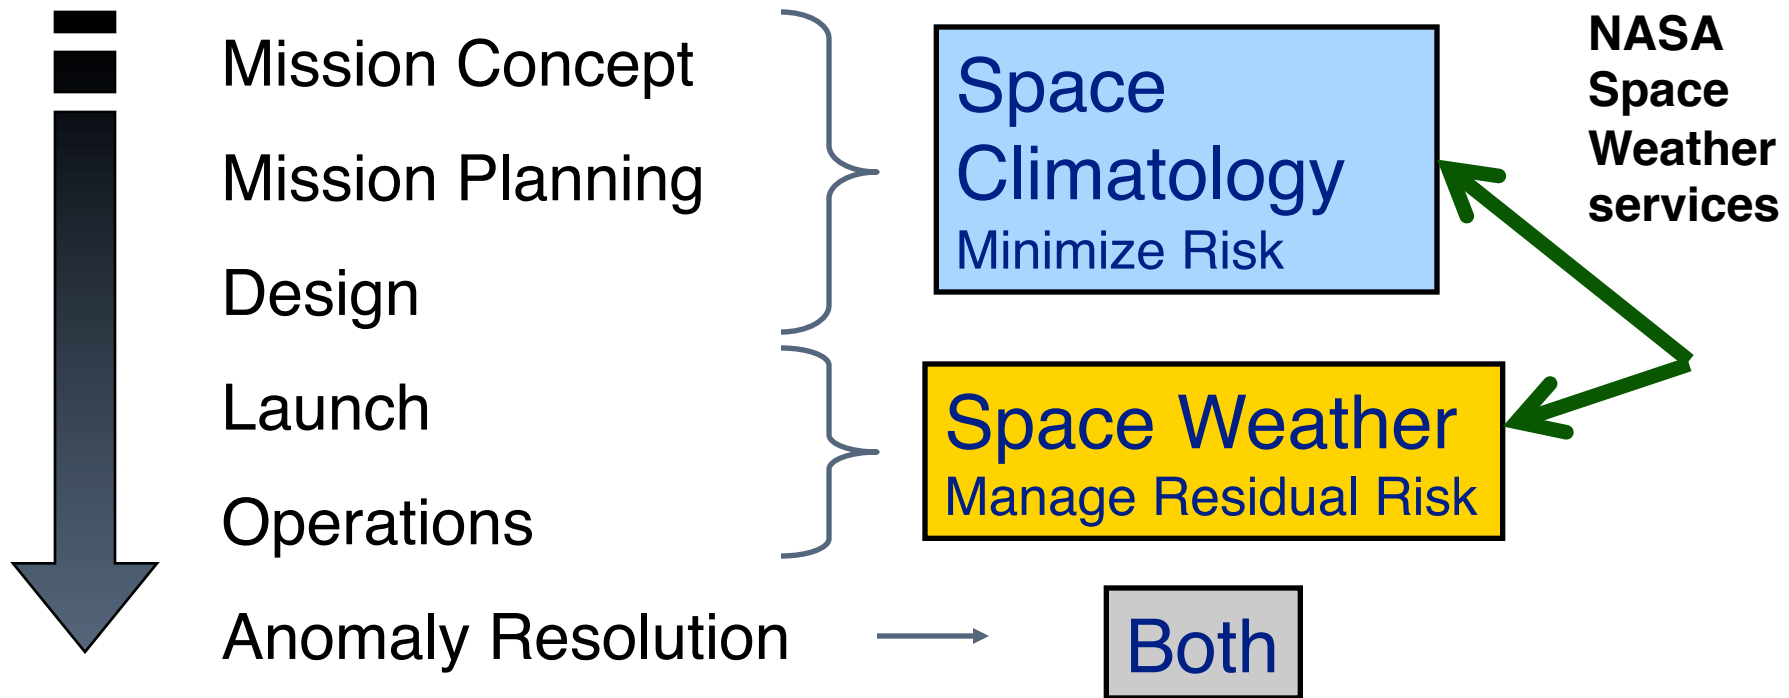 Mission Concept
Mission Planning
Design
Launch
Operations
Anomaly Resolution
Space
Climatology
Minimize Risk
Space Weather
Manage Residual Risk
Both
NASA
Space
Weather
services